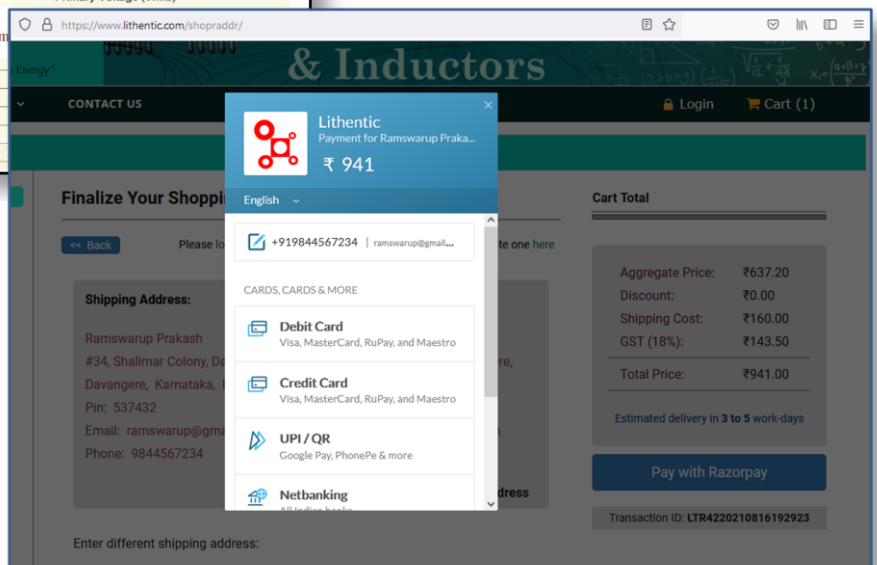 https://www.lithentic.com/shopaddr/
Energy"
& Inductors
CONTACT US
Login
Cart (1)
Lithentic
Payment for Ramswarup Praka...
₹ 941
English
Finalize Your Shoppi
<< Back
Please lo
te one here
+919844567234 | ramswarup@gmail...
CARDS, CARDS & MORE
Debit Card
Visa, MasterCard, RuPay, and Maestro
Credit Card
Visa, MasterCard, RuPay, and Maestro
UPI / QR
Google Pay, PhonePe & more
Netbanking
All Indian banks
Shipping Address:
Ramswarup Prakash
#34, Shalimar Colony, Da
re,
Davangere, Karnataka,
Pin: 537432
Email: ramswarup@gma
Phone: 9844567234
dress
Enter different shipping address:
Cart Total
Aggregate Price: ₹637.20
Discount: ₹0.00
Shipping Cost: ₹160.00
GST (18%): ₹143.50
Total Price: ₹941.00
Estimated delivery in 3 to 5 work-days
Pay with Razorpay
Transaction ID: LTR4220210816192923